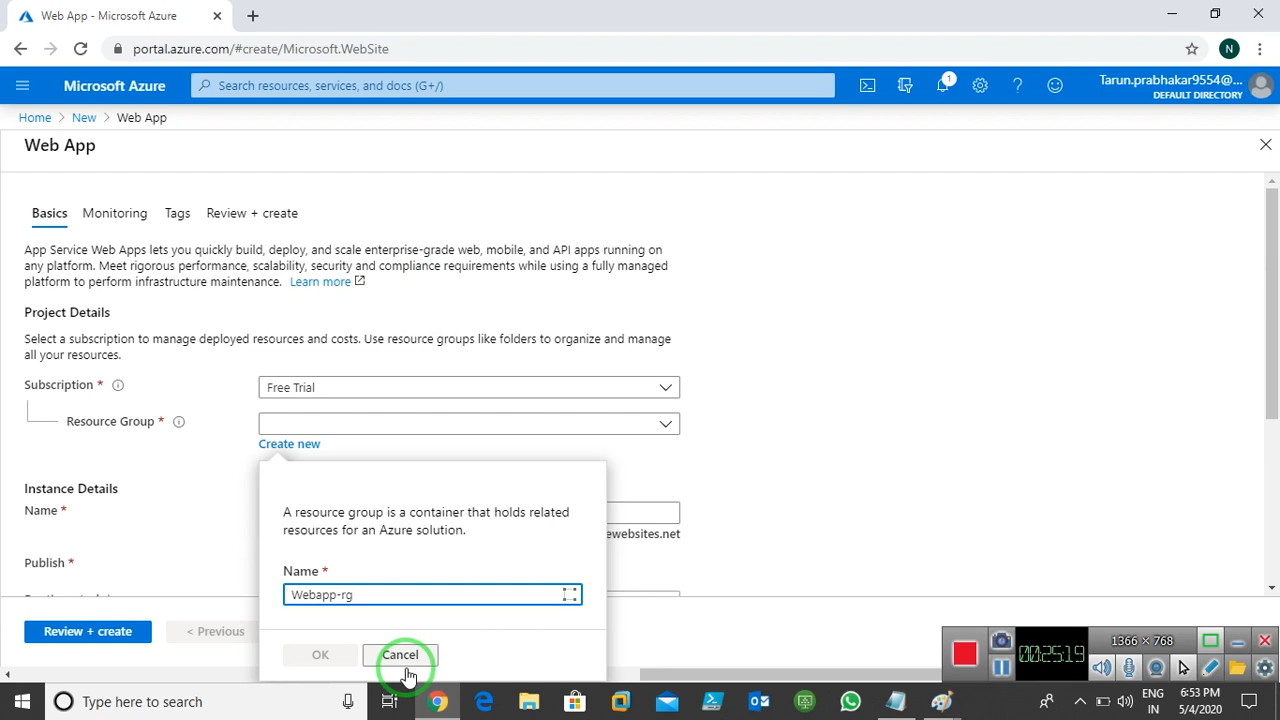 Web App - Microsoft Azure
portal.azure.com/#create/Microsoft.WebSite
N
Microsoft Azure
Search resources, services, and docs (G+/)
1
Tarun.prabhakar9554@...
DEFAULT DIRECTORY
Home > New > Web App
Web App
Basics Monitoring Tags Review + create
App Service Web Apps lets you quickly build, deploy, and scale enterprise-grade web, mobile, and API apps running on
any platform. Meet rigorous performance, scalability, security and compliance requirements while using a fully managed
platform to perform infrastructure maintenance. Learn more
Project Details
Select a subscription to manage deployed resources and costs. Use resource groups like folders to organize and manage
all your resources.
Subscription *
Free Trial
Resource Group *
Create new
Instance Details
Name *
ewebsites.net
Publish *
A resource group is a container that holds related
resources for an Azure solution.
Name *
Webapp-rg
OK Cancel
Review + create
< Previous
1366 × 768
00:25:19
Type here to search
ENG
IN
6:53 PM
5/4/2020